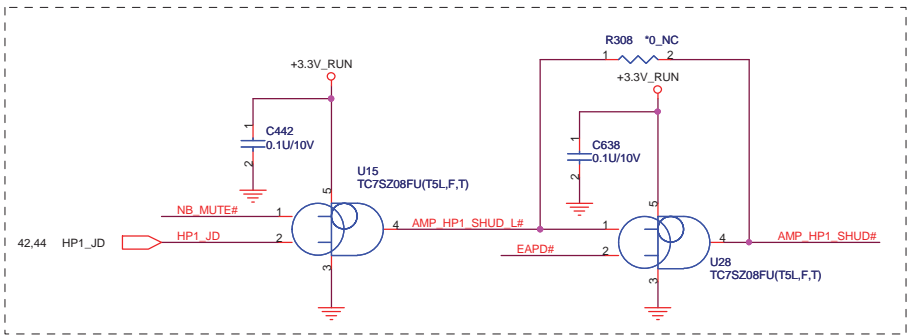 R308 *0_NC
1 2
+3.3V_RUN
+3.3V_RUN
1
C442
0.1U/10V
2
1
C638
0.1U/10V
2
U15
TC7SZ08FU(T5L,F,T)
5
NB_MUTE# 1
4 AMP_HP1_SHUD_L#
42,44 HP1_JD
HP1_JD 2
3
5
1
EAPD# 2
4 AMP_HP1_SHUD#
U28
TC7SZ08FU(T5L,F,T)
3